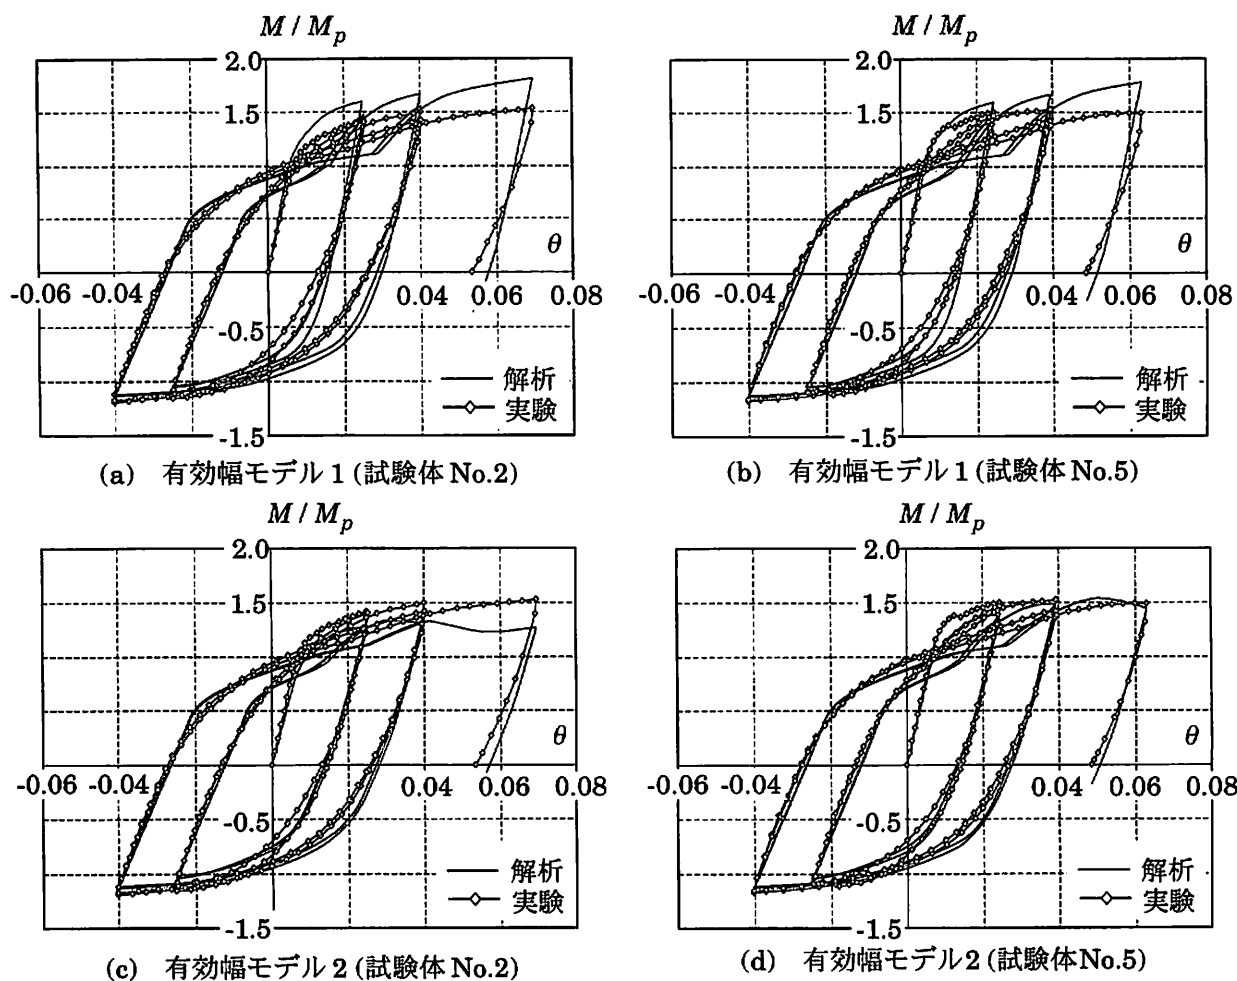 M / Mp
2.0
1.5
θ
-0.06 -0.04 0.04 0.06 0.08
-0.5
解析
実験
-1.5
(a) 有効幅モデル 1 (試験体 No.2)
M / Mp
2.0
1.5
θ
-0.06 -0.04 0.04 0.06 0.08
-0.5
解析
実験
-1.5
(b) 有効幅モデル 1 (試験体 No.5)
M / Mp
2.0
1.5
θ
-0.06 -0.04 0.04 0.06 0.08
-0.5
解析
実験
-1.5
(c) 有効幅モデル 2 (試験体 No.2)
M / Mp
2.0
1.5
θ
-0.06 -0.04 0.04 0.06 0.08
-0.5
解析
実験
-1.5
(d) 有効幅モデル2 (試験体No.5)